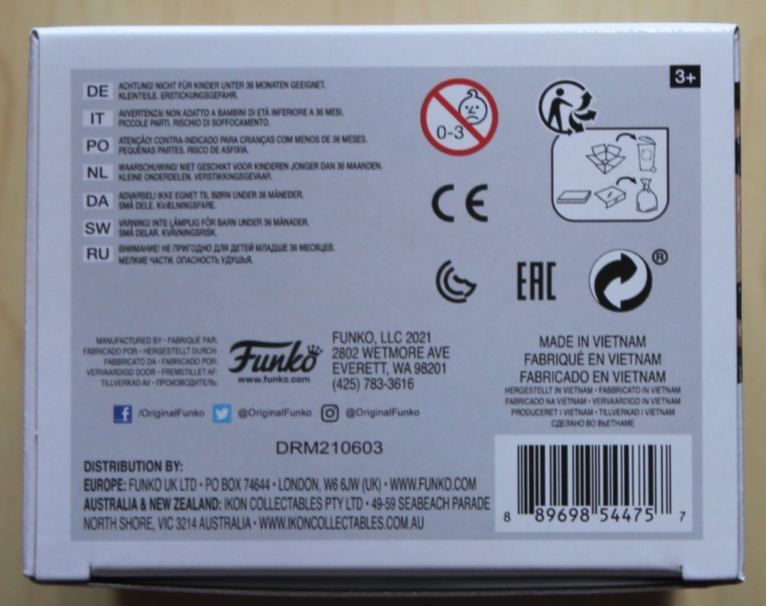 3+
DE ACHTUNG! NICHT FÜR KINDER UNTER 36 MONATEN GEEIGNET.
KLEINTEILE. ERSTICKUNGSGEFAHR.
IT AVVERTENZA! NON ADATTO A BAMBINI DI ETÀ INFERIORE A 36 MESI.
PICCOLE PARTI. RISCHIO DI SOFFOCAMENTO.
PO ATENÇÃO! CONTRA-INDICADO PARA CRIANÇAS COM MENOS DE 36 MESES.
PEQUENAS PARTES. RISCO DE ASFIXIA.
NL WAARSCHUWING! NIET GESCHIKT VOOR KINDEREN JONGER DAN 36 MAANDEN.
KLEINE ONDERDELEN. VERSTIKKINGSGEVAAR.
DA ADVARSEL! IKKE EGNET TIL BØRN UNDER 36 MÅNEDER.
SMÅ DELE. KVÆLNINGSFARE.
SW VARNING! INTE LÄMPLIG FÖR BARN UNDER 36 MÅNADER.
SMÅ DELAR. KVÄVNINGSRISK.
RU ВНИМАНИЕ! НЕ ПРИГОДНО ДЛЯ ДЕТЕЙ МЛАДШЕ 36 МЕСЯЦЕВ.
МЕЛКИЕ ЧАСТИ. ОПАСНОСТЬ УДУШЬЯ.
0-3
CE
EAC
®
MANUFACTURED BY • FABRIQUÉ PAR:
FABRICADO POR • HERGESTELLT DURCH:
FABBRICATO DA • FABRICADO POR:
VERVAARDIGD DOOR • FREMSTILLET AF:
TILLVERKAD AV • ПРОИЗВОДИТЕЛЬ:
Funko
www.funko.com
FUNKO, LLC 2021
2802 WETMORE AVE
EVERETT, WA 98201
(425) 783-3616
MADE IN VIETNAM
FABRIQUÉ EN VIETNAM
FABRICADO EN VIETNAM
HERGESTELLT IN VIETNAM • FABBRICATO IN VIETNAM
FABRICADO NA VIETNAM • VERVAARDIGD IN VIETNAM
PRODUCERET I VIETNAM • TILLVERKAD I VIETNAM
СДЕЛАНО ВО ВЬЕТНАМЕ
f /OriginalFunko @OriginalFunko @OriginalFunko
DRM210603
DISTRIBUTION BY:
EUROPE: FUNKO UK LTD • PO BOX 74644 • LONDON, W6 6JW (UK) • WWW.FUNKO.COM
AUSTRALIA & NEW ZEALAND: IKON COLLECTABLES PTY LTD • 49-59 SEABEACH PARADE
NORTH SHORE, VIC 3214 AUSTRALIA • WWW.IKONCOLLECTABLES.COM.AU
8 89698 54475 7